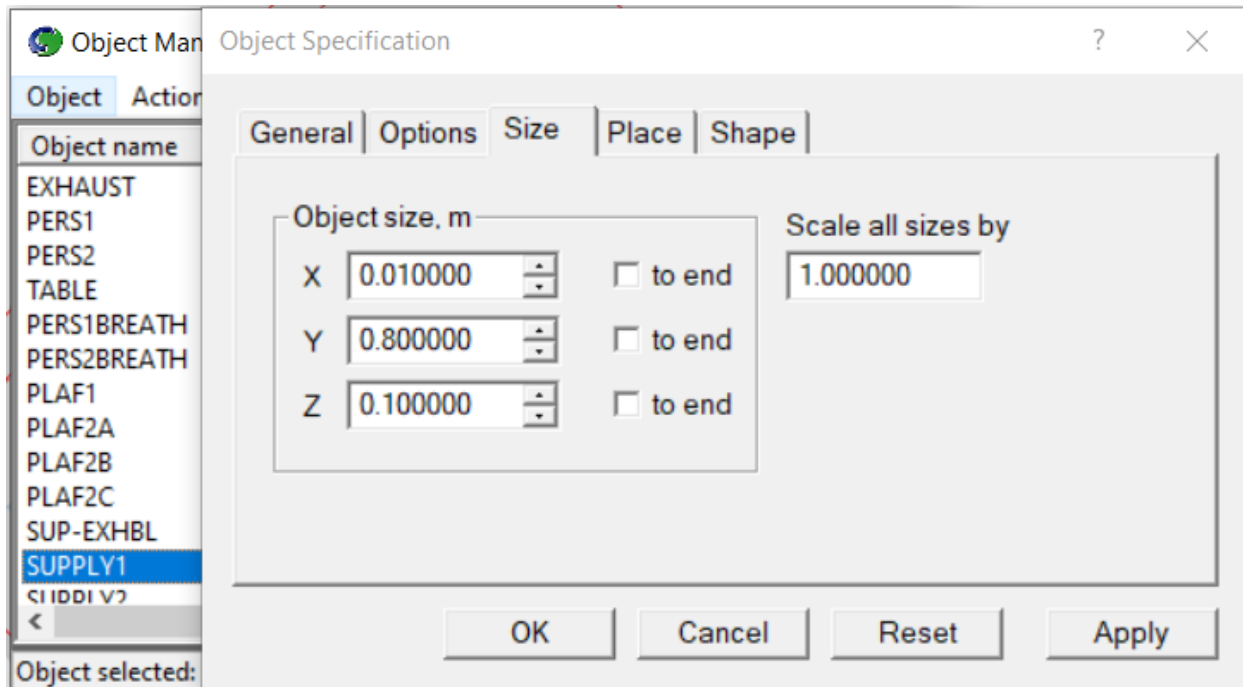 Object Man
Object Specification
?
Object Action
General Options Size Place Shape
Object name
EXHAUST
PERS1
PERS2
TABLE
PERS1BREATH
PERS2BREATH
PLAF1
PLAF2A
PLAF2B
PLAF2C
SUP-EXHBL
SUPPLY1
SUPPLY2
Object selected:
Object size, m
X 0.010000 to end
Y 0.800000 to end
Z 0.100000 to end
Scale all sizes by
1.000000
OK Cancel Reset Apply